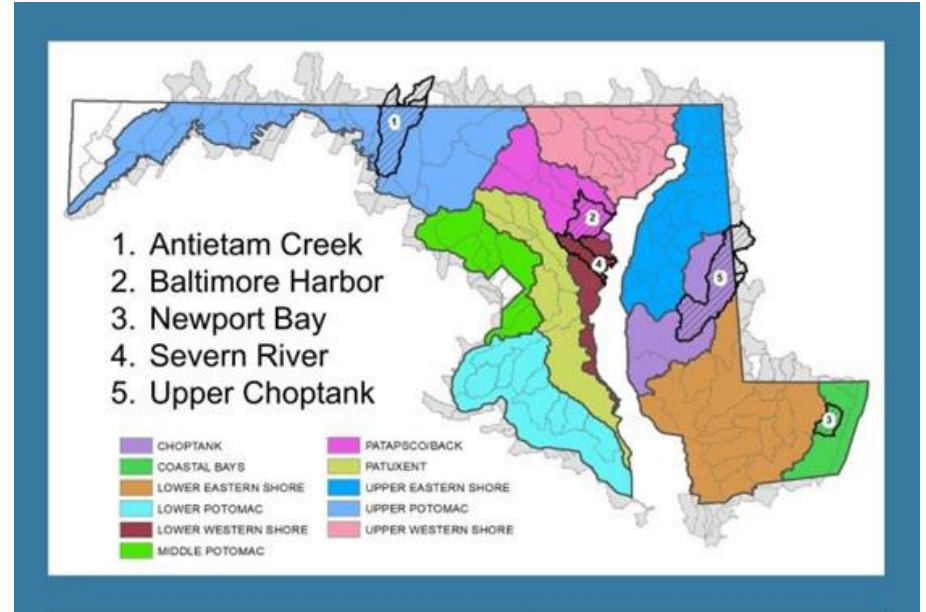 1
2
4
5
3
1. Antietam Creek
2. Baltimore Harbor
3. Newport Bay
4. Severn River
5. Upper Choptank
CHOPTANK
COASTAL BAYS
LOWER EASTERN SHORE
LOWER POTOMAC
LOWER WESTERN SHORE
MIDDLE POTOMAC
PATAPSCO/BACK
PATUXENT
UPPER EASTERN SHORE
UPPER POTOMAC
UPPER WESTERN SHORE